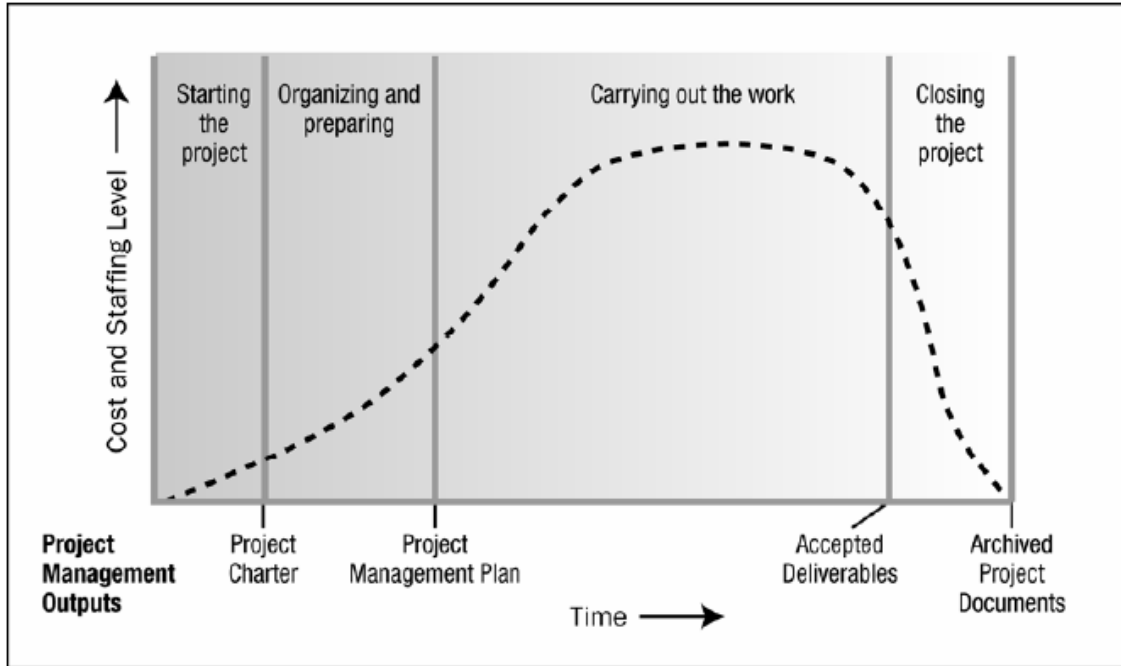 Cost and Staffing Level
Starting
the
project
Organizing and
preparing
Carrying out the work
Closing
the
project
Project
Management
Outputs
Project
Charter
Project
Management Plan
Accepted
Deliverables
Archived
Project
Documents
Time